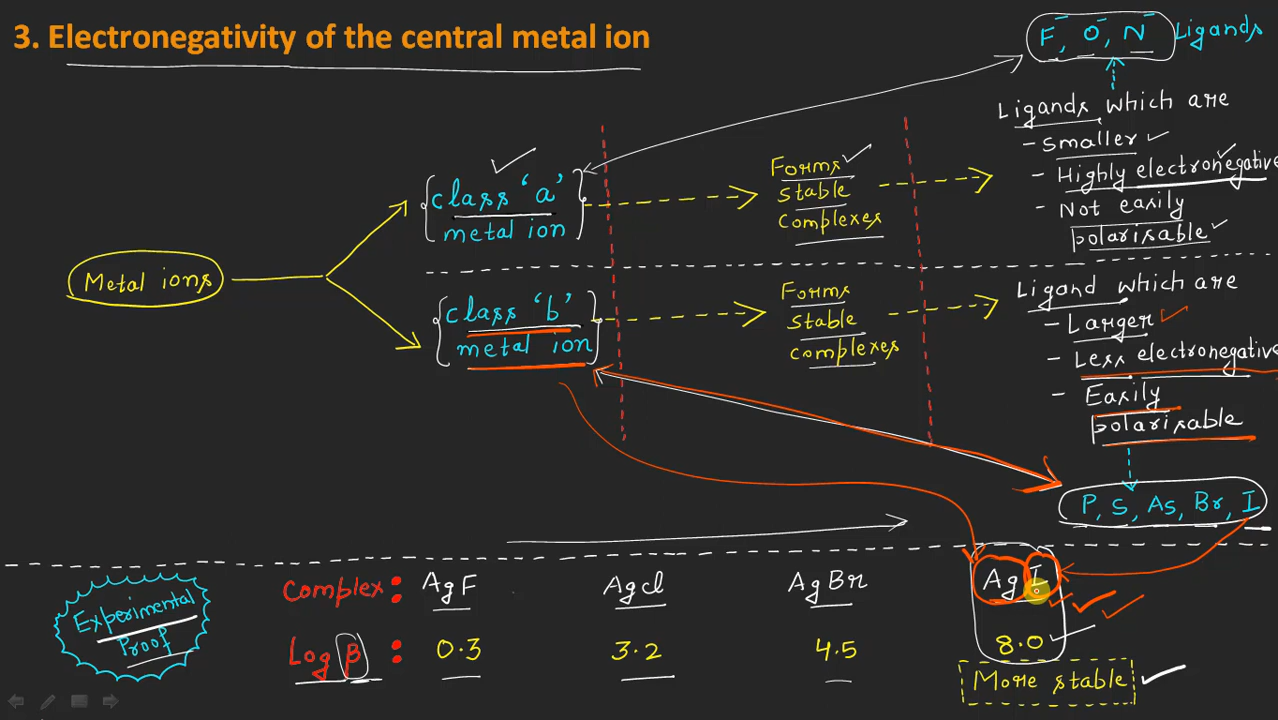 3. Electronegativity of the central metal ion
F⁻, O⁻, N⁻ Ligands
Ligands which are
- Smaller
- Highly electronegative
- Not easily
polarisable
class 'a'
metal ion
Forms
Stable
Complexes
Metal ions
class 'b'
metal ion
Forms
Stable
complexes
Ligand which are
- Larger
- Less electronegative
- Easily
polarisable
P, S, As, Br, I
Experimental
Proof
Complex: AgF AgCl AgBr AgI
Log β : 0.3 3.2 4.5 8.0
More stable